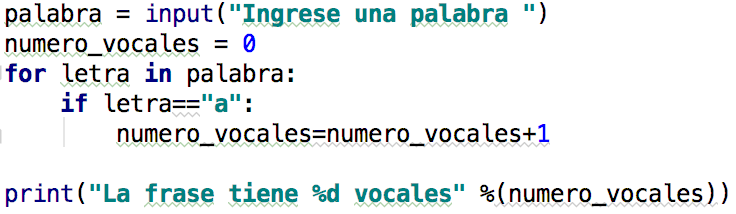 palabra = input("Ingrese una palabra ")
numero_vocales = 0
for letra in palabra:
    if letra=="a":
        numero_vocales=numero_vocales+1
print("La frase tiene %d vocales" %(numero_vocales))